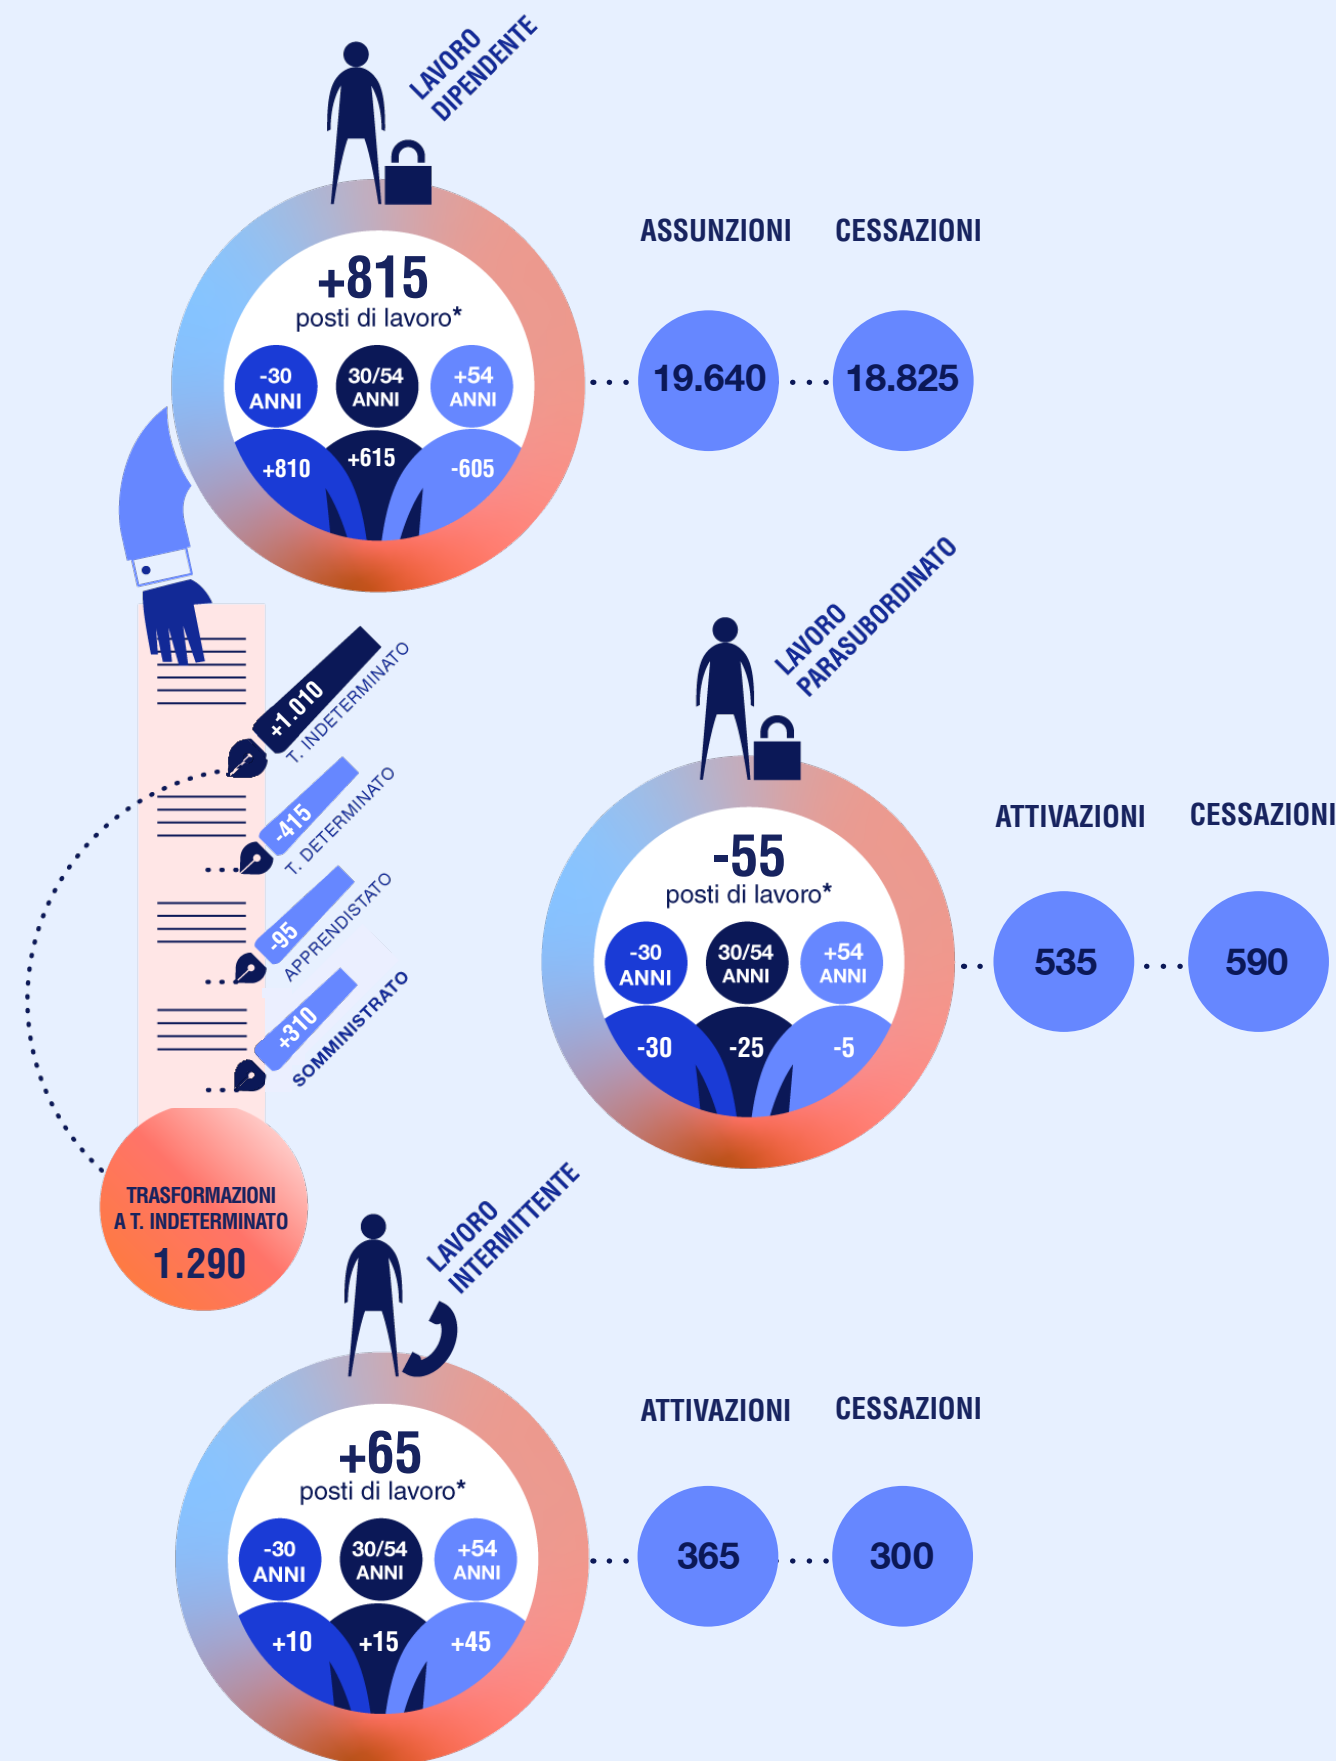 LAVORO
DIPENDENTE
+815
posti di lavoro*
-30
ANNI
30/54
ANNI
+54
ANNI
+810
+615
-605
ASSUNZIONI
CESSAZIONI
19.640
18.825
+1.010
T. INDETERMINATO
-415
T. DETERMINATO
-95
APPRENDISTATO
+310
SOMMINISTRATO
TRASFORMAZIONI
A T. INDETERMINATO
1.290
LAVORO
PARASUBORDINATO
-55
posti di lavoro*
-30
ANNI
30/54
ANNI
+54
ANNI
-30
-25
-5
ATTIVAZIONI
CESSAZIONI
535
590
LAVORO
INTERMITTENTE
+65
posti di lavoro*
-30
ANNI
30/54
ANNI
+54
ANNI
+10
+15
+45
ATTIVAZIONI
CESSAZIONI
365
300